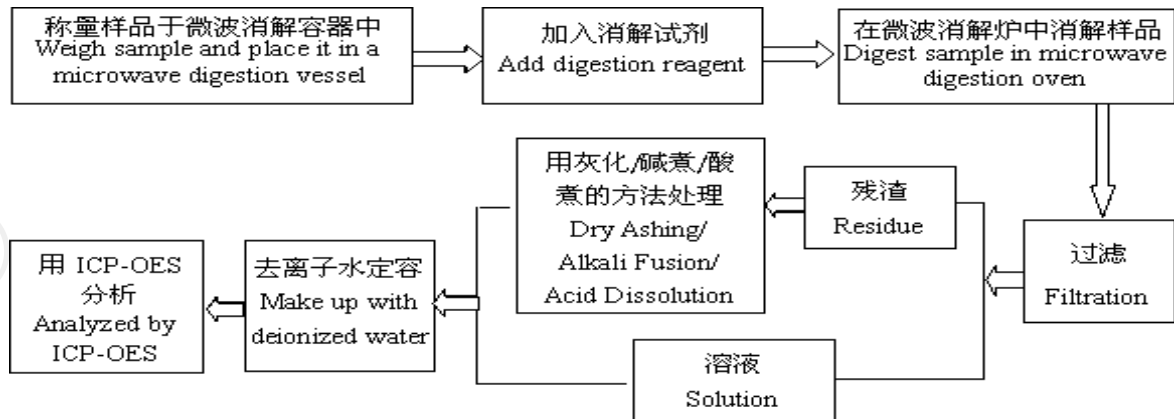 称量样品于微波消解容器中
Weigh sample and place it in a
microwave digestion vessel
加入消解试剂
Add digestion reagent
在微波消解炉中消解样品
Digest sample in microwave
digestion oven
过滤
Filtration
残渣
Residue
用灰化/碱煮/酸
煮的方法处理
Dry Ashing/
Alkali Fusion/
Acid Dissolution
溶液
Solution
去离子水定容
Make up with
deionized water
用 ICP-OES
分析
Analyzed by
ICP-OES